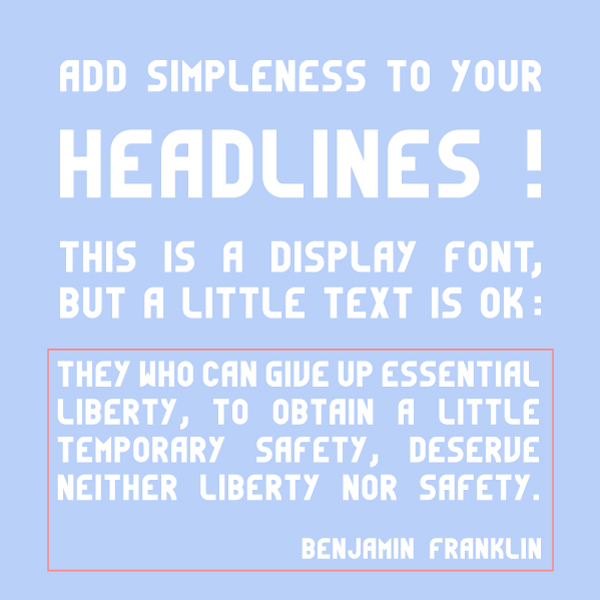 ADD SIMPLENESS TO YOUR
HEADLINES !
THIS IS A DISPLAY FONT,
BUT A LITTLE TEXT IS OK :
THEY WHO CAN GIVE UP ESSENTIAL
LIBERTY, TO OBTAIN A LITTLE
TEMPORARY SAFETY, DESERVE
NEITHER LIBERTY NOR SAFETY.
BENJAMIN FRANKLIN